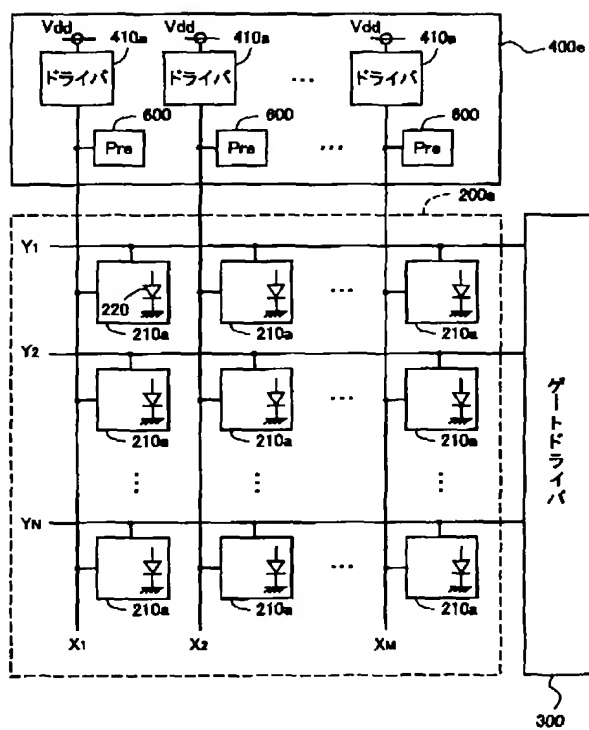 Vdd 410a Vdd 410a Vdd 410a
400e
ドライバ ドライバ … ドライバ
600 600 600
Pre Pre … Pre
200a
Y1
220
210a 210a … 210a
Y2
210a 210a … 210a
ゲートドライバ
YN
210a 210a … 210a
X1 X2 XM
300